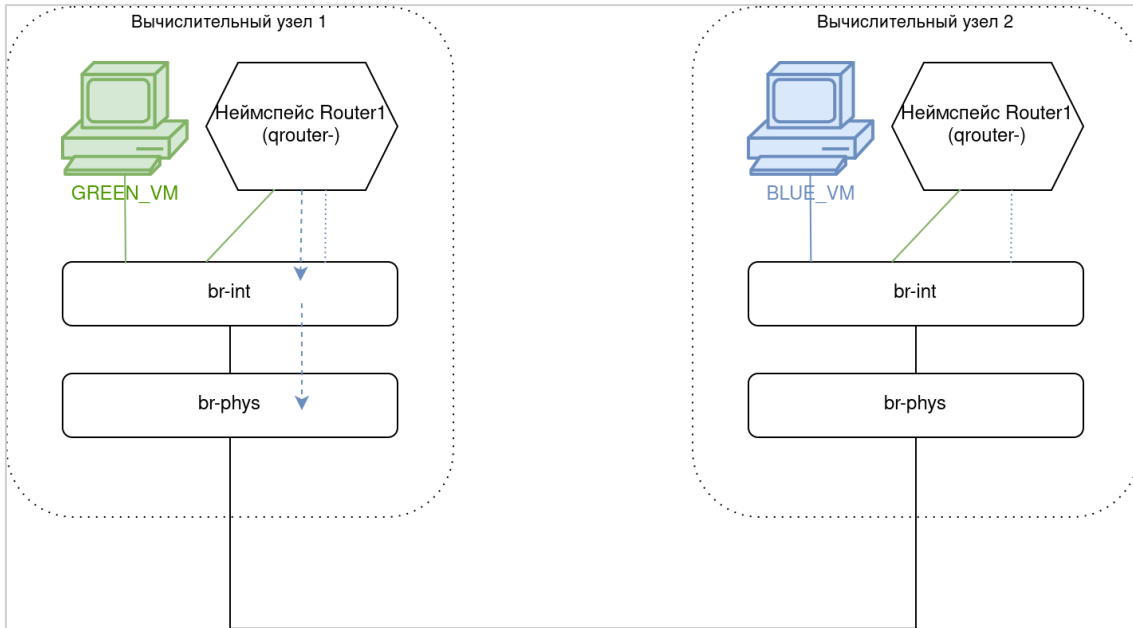 Вычислительный узел 1
Неймспейс Router1
(qrouter-)
GREEN_VM
br-int
br-phys
Вычислительный узел 2
Неймспейс Router1
(qrouter-)
BLUE_VM
br-int
br-phys